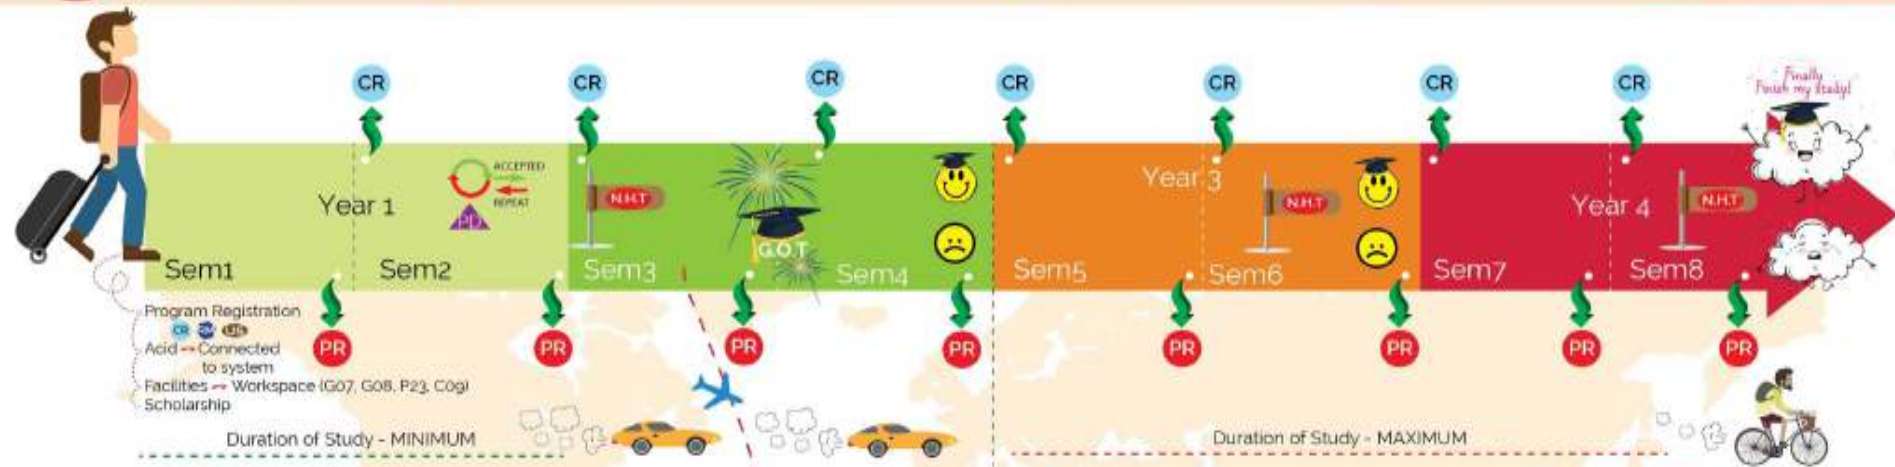 CR
CR
CR
CR
CR
CR
CR
Finally
Finish my study!
ACCEPTED
REPEAT
PD
Year 1
N.H.T
G.O.T
Year 3
N.H.T
Year 4
N.H.T
Sem1
Sem2
Sem3
Sem4
Sem5
Sem6
Sem7
Sem8
Program Registration
CR
Acid Connected
to system
Facilities Workspace (G07, G08, P23, C09)
Scholarship
PR
PR
PR
PR
PR
PR
PR
PR
Duration of Study - MINIMUM
Duration of Study - MAXIMUM